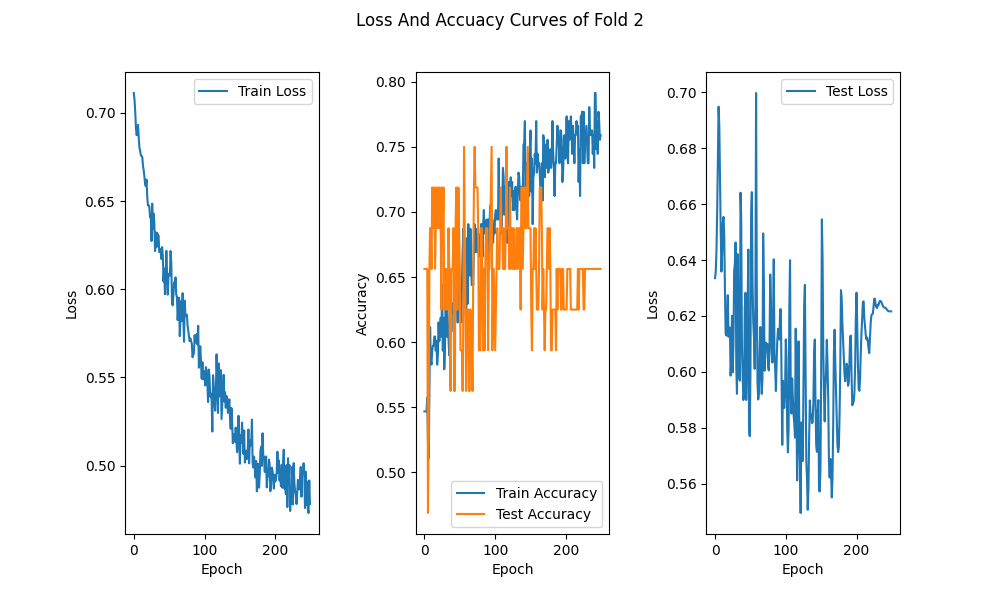 Loss And Accuacy Curves of Fold 2
Train Loss
0.70
0.65
0.60
0.55
0.50
Loss
0 100 200
Epoch
0.80
0.75
0.70
0.65
0.60
0.55
0.50
Accuracy
Train Accuracy
Test Accuracy
0 100 200
Epoch
Test Loss
0.70
0.68
0.66
0.64
0.62
0.60
0.58
0.56
Loss
0 100 200
Epoch